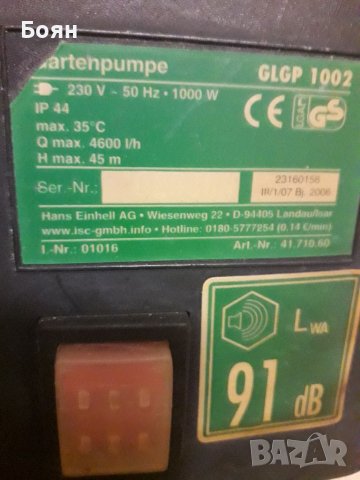 Боян
artenpumpe GLGP 1002
230 V ~ 50 Hz • 1000 W
IP 44
max. 35°C
Q max. 4600 l/h
H max. 45 m
CE LGA GS
Ser.-Nr.: 23160158
III/1/07 Bj. 2006
Hans Einhell AG • Wiesenweg 22 • D-94405 Landau/Isar
www.isc-gmbh.info • Hotline: 0180-5777254 (0,14 €/min)
I.-Nr.: 01016 Art.-Nr.: 41.710.60
LWA
91 dB
BAZAR